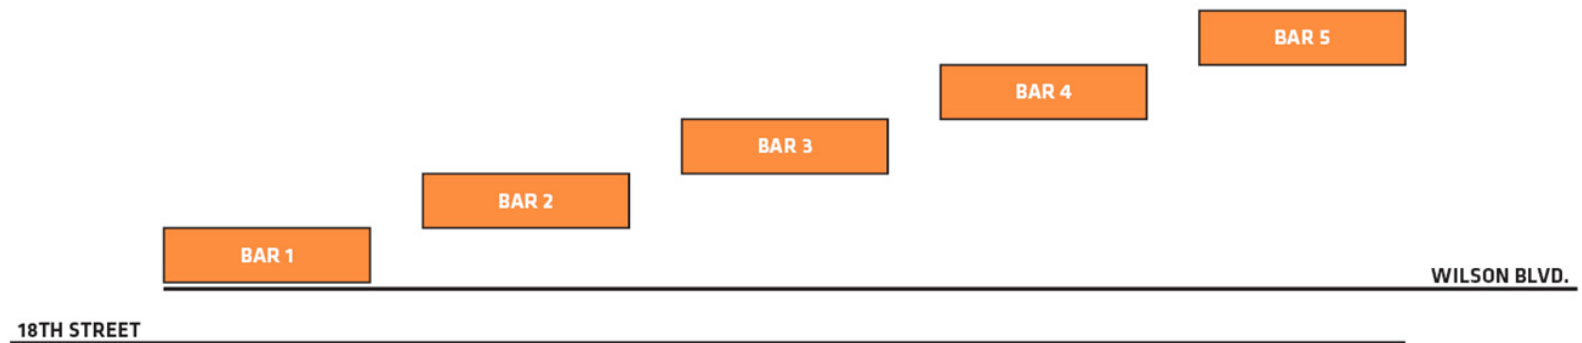 BAR 5
BAR 4
BAR 3
BAR 2
BAR 1
WILSON BLVD.
18TH STREET